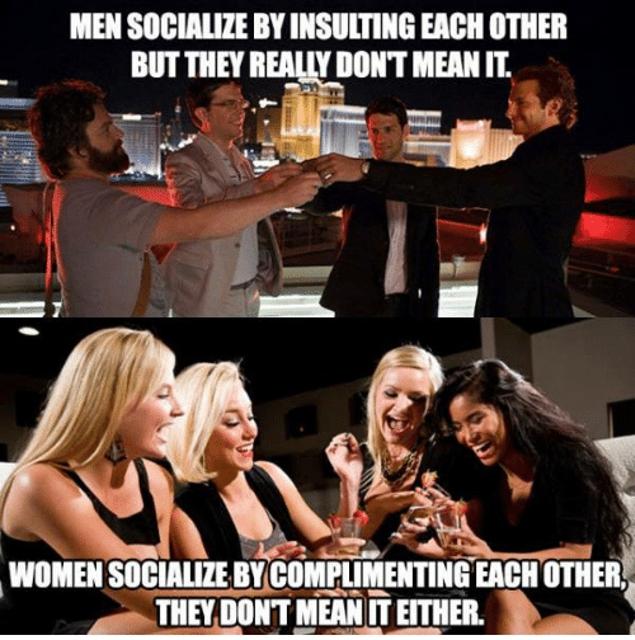 MEN SOCIALIZE BY INSULTING EACH OTHER
BUT THEY REALLY DON'T MEAN IT.
WOMEN SOCIALIZE BY COMPLIMENTING EACH OTHER,
THEY DON'T MEAN IT EITHER.